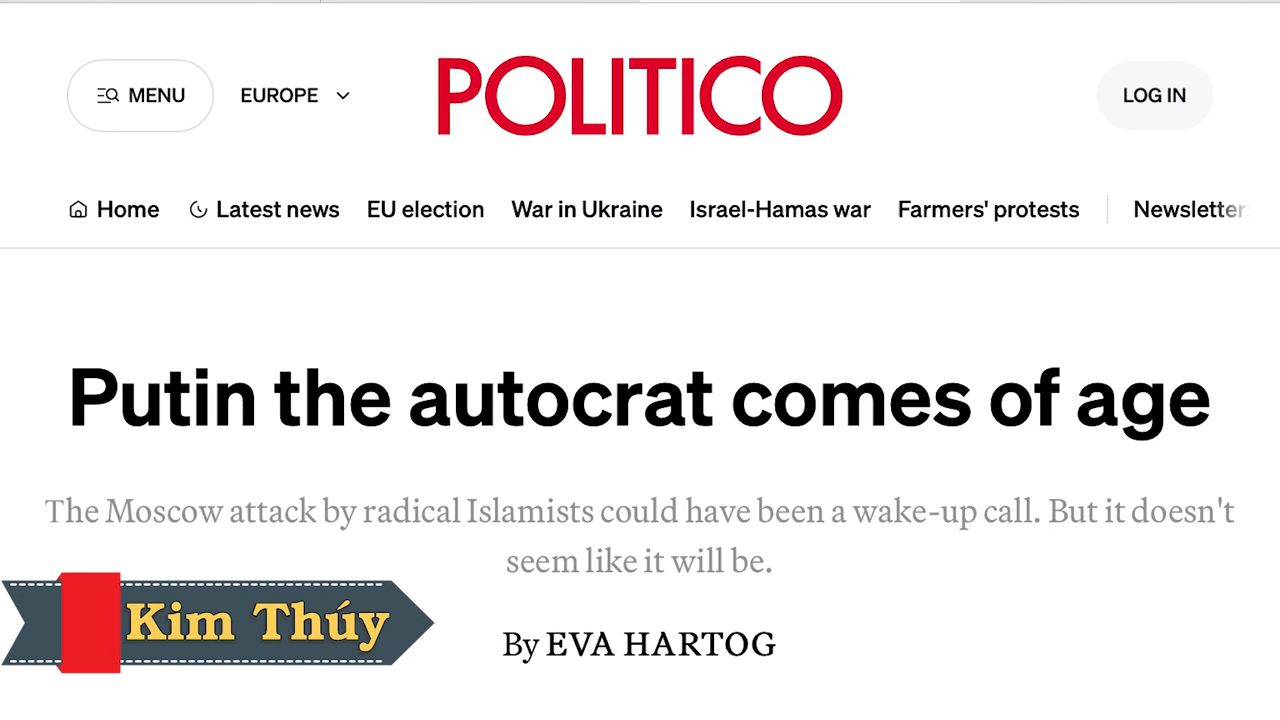 MENU
EUROPE
POLITICO
LOG IN
Home
Latest news
EU election
War in Ukraine
Israel-Hamas war
Farmers' protests
Newsletter
Putin the autocrat comes of age
The Moscow attack by radical Islamists could have been a wake-up call. But it doesn't
seem like it will be.
Kim Thúy
By EVA HARTOG